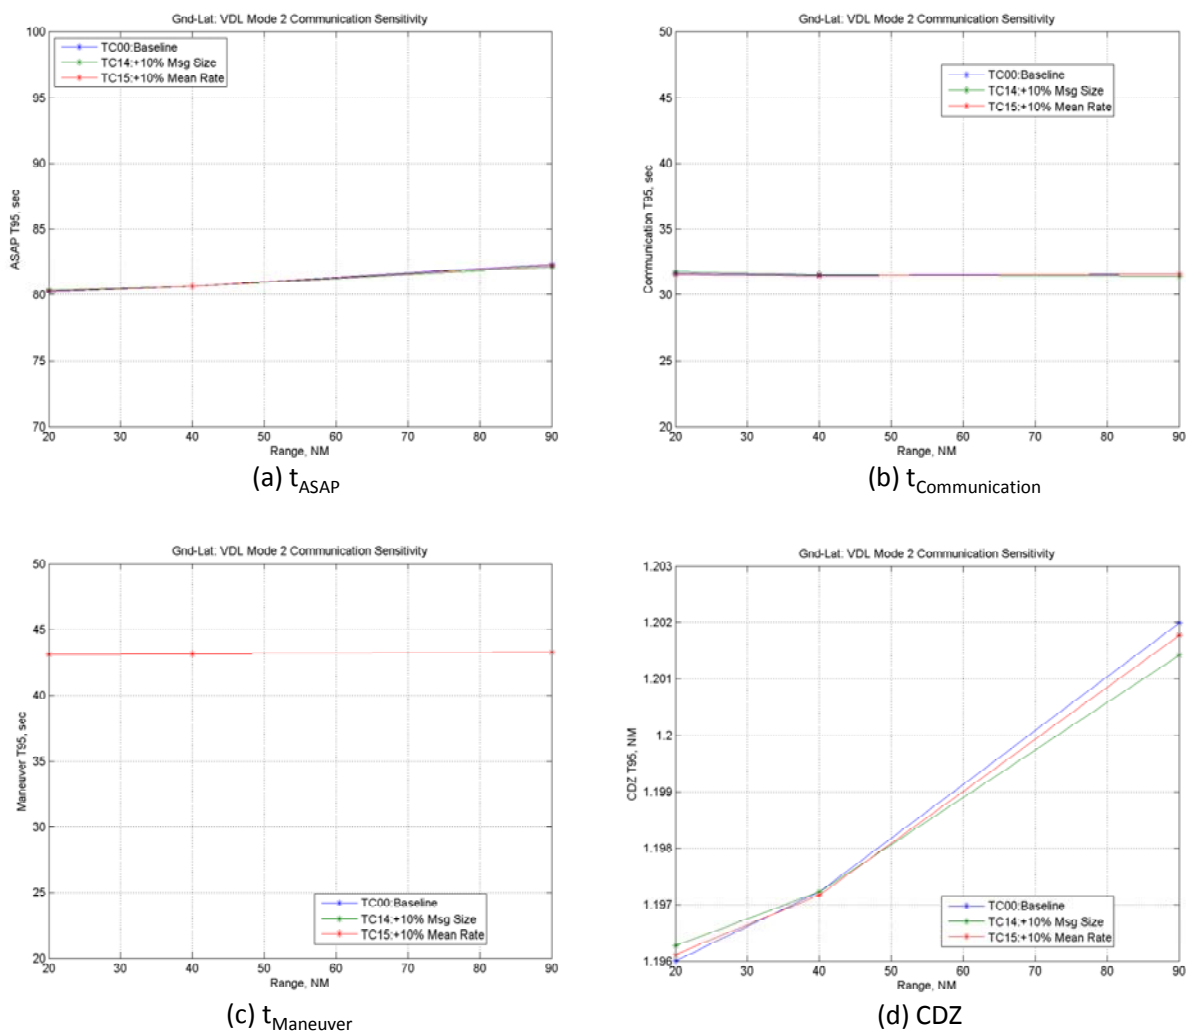 Gnd-Lat: VDL Mode 2 Communication Sensitivity
100
95
90
85
80
75
70
ASAP T95, sec
TC00:Baseline
TC14:+10% Msg Size
TC15:+10% Mean Rate
20 30 40 50 60 70 80 90
Range, NM
(a) tASAP
Gnd-Lat: VDL Mode 2 Communication Sensitivity
50
45
40
35
30
25
20
Communication T95, sec
TC00:Baseline
TC14:+10% Msg Size
TC15:+10% Mean Rate
20 30 40 50 60 70 80 90
Range, NM
(b) tCommunication
Gnd-Lat: VDL Mode 2 Communication Sensitivity
50
45
40
35
30
25
20
Maneuver T95, sec
TC00:Baseline
TC14:+10% Msg Size
TC15:+10% Mean Rate
20 30 40 50 60 70 80 90
Range, NM
(c) tManeuver
Gnd-Lat: VDL Mode 2 Communication Sensitivity
1.203
1.202
1.201
1.2
1.199
1.198
1.197
1.196
CDZ T95, NM
TC00:Baseline
TC14:+10% Msg Size
TC15:+10% Mean Rate
20 30 40 50 60 70 80 90
Range, NM
(d) CDZ